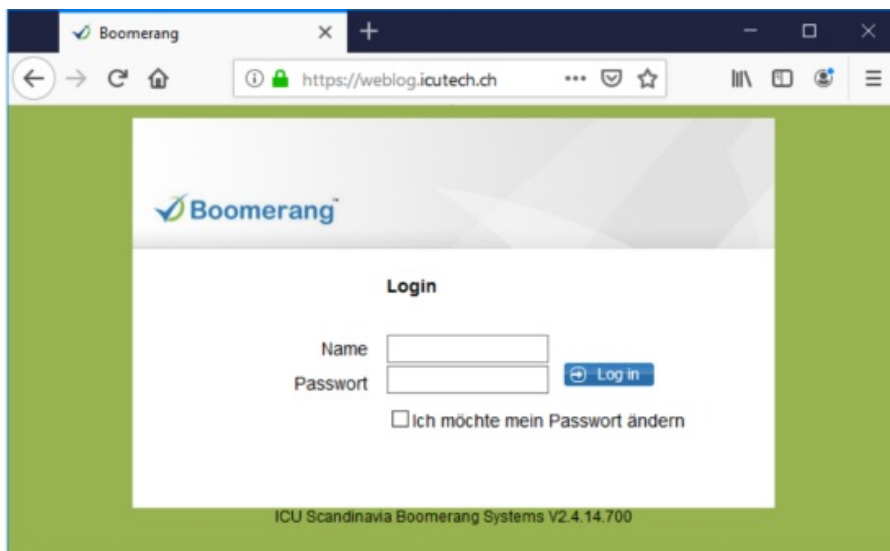 Boomerang
https://weblog.icutech.ch
Boomerang™
Login
Name
Passwort
Log in
Ich möchte mein Passwort ändern
ICU Scandinavia Boomerang Systems V2.4.14.700